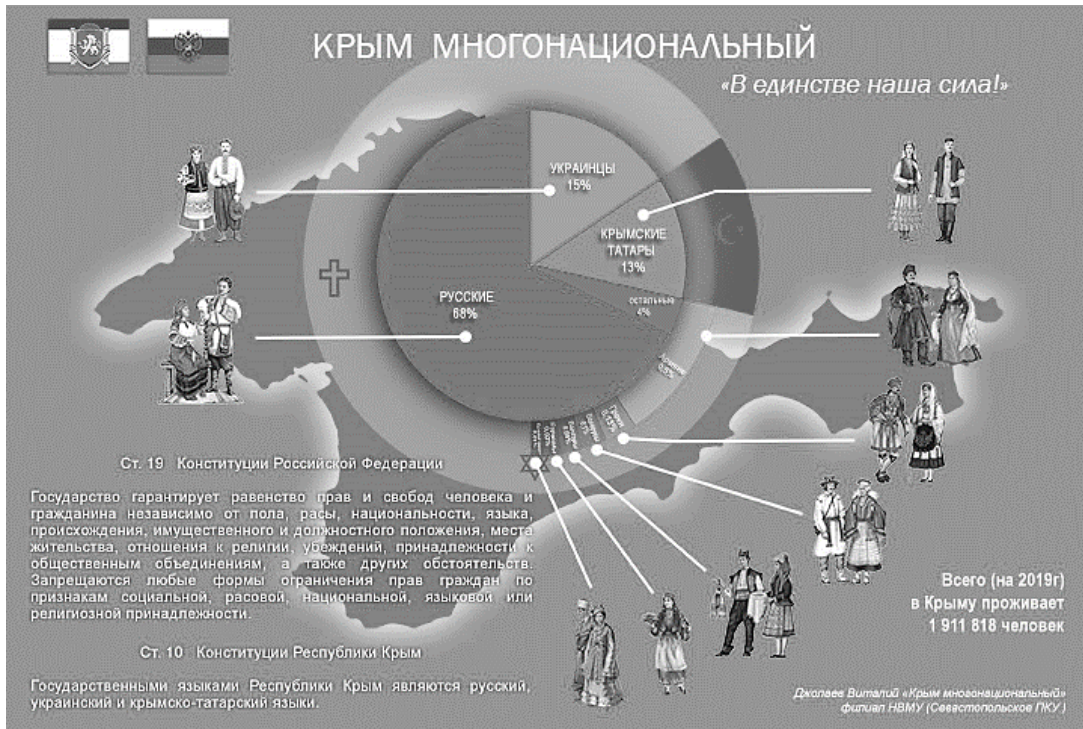 КРЫМ МНОГОНАЦИОНАЛЬНЫЙ
«В единстве наша сила!»
УКРАИНЦЫ
15%
КРЫМСКИЕ
ТАТАРЫ
13%
остальные
4%
РУССКИЕ
68%
Ст. 19 Конституции Российской Федерации
Государство гарантирует равенство прав и свобод человека и
гражданина независимо от пола, расы, национальности, языка,
происхождения, имущественного и должностного положения, места
жительства, отношения к религии, убеждений, принадлежности к
общественным объединениям, а также других обстоятельств.
Запрещаются любые формы ограничения прав граждан по
признакам социальной, расовой, национальной, языковой или
религиозной принадлежности.
Ст. 10 Конституции Республики Крым
Государственными языками Республики Крым являются русский,
украинский и крымско-татарский языки.
Всего (на 2019г)
в Крыму проживает
1 911 818 человек
Джолаев Виталий «Крым многонациональный»
филиал НВМУ (Севастопольское ПКУ.)